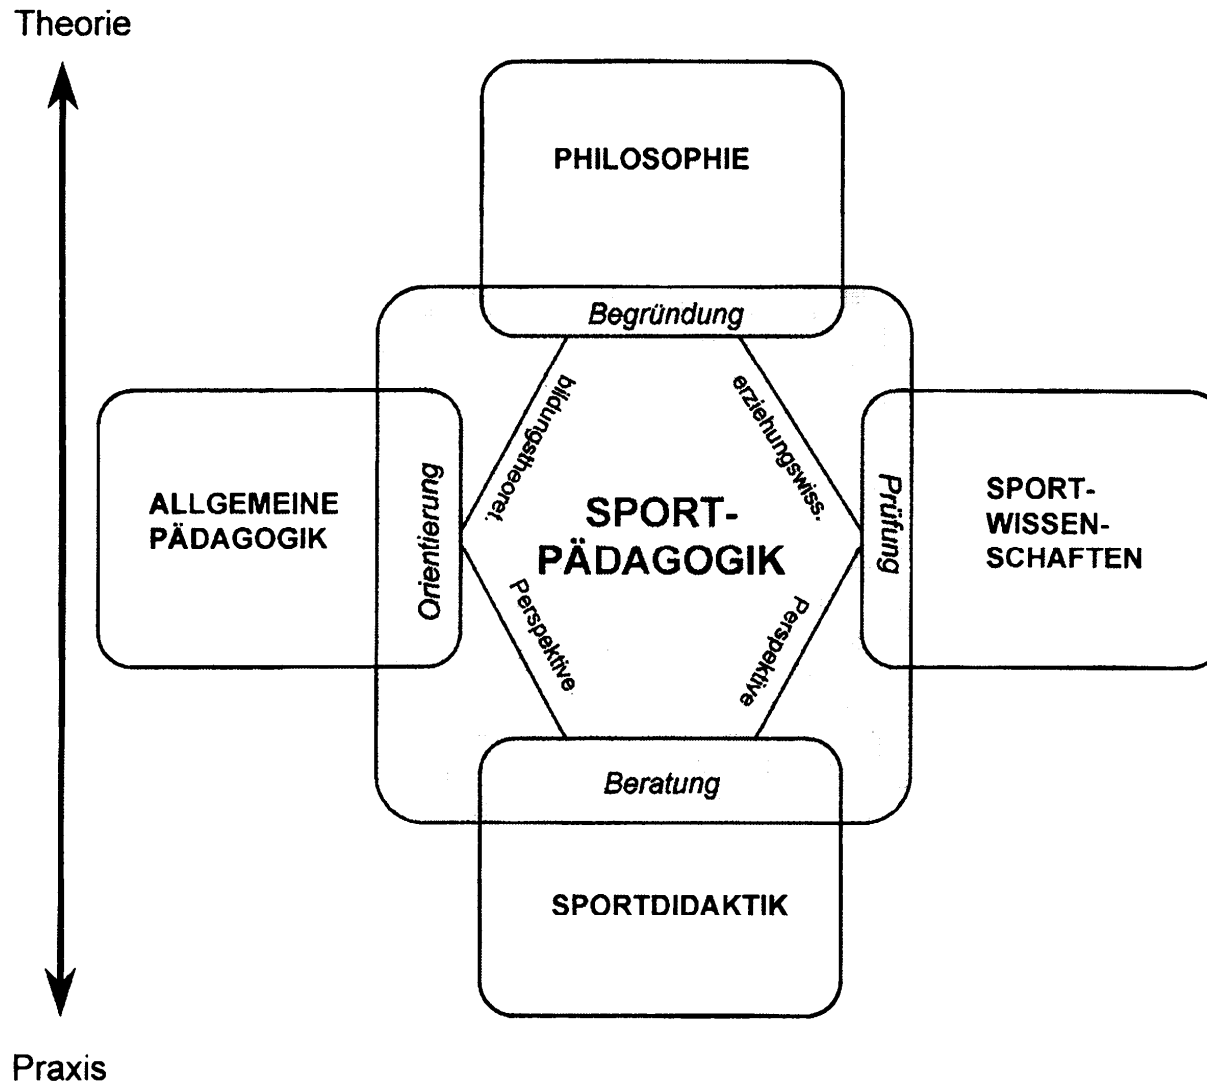 Theorie
PHILOSOPHIE
Begründung
bildungstheoret.
erziehungswiss.
ALLGEMEINE
PÄDAGOGIK
Orientierung
SPORT-
PÄDAGOGIK
Prüfung
SPORT-
WISSEN-
SCHAFTEN
Perspektive
Perspektive
Beratung
SPORTDIDAKTIK
Praxis